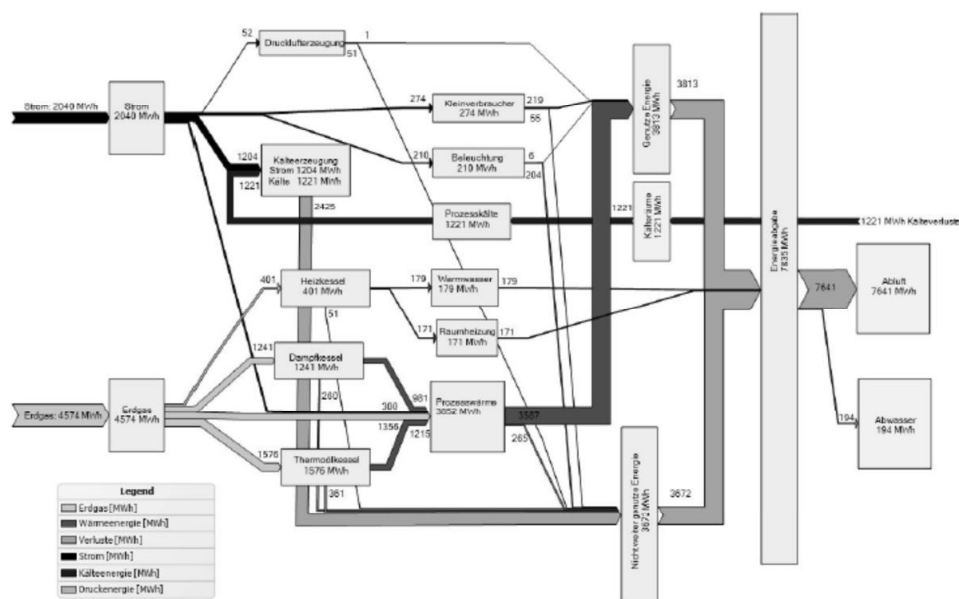 52
Drucklufterzeugung
1
51
Strom: 2040 MWh
Strom
2040 MWh
274
Kleinverbraucher
274 MWh
219
55
210
Beleuchtung
210 MWh
6
204
1204
1221
Kälteerzeugung
Strom 1204 MWh
Kälte 1221 MWh
2425
Prozesskälte
1221 MWh
1221
Genutze Energie
3813 MWh
3813
Kälteräume
1221 MWh
Energieabgabe
7835 MWh
1221 MWh Kälteverluste
7641
Abluft
7641 MWh
194
Abwasser
194 MWh
401
Heizkessel
401 MWh
51
179
Warmwasser
179 MWh
179
171
Raumheizung
171 MWh
171
1241
Dampfkessel
1241 MWh
260
981
Erdgas: 4574 MWh
Erdgas
4574 MWh
300
1356
1215
Prozesswärme
3852 MWh
3587
265
1576
Thermoölkessel
1576 MWh
361
Nicht weiter genutze Energie
3672 MWh
3672
Legend
Erdgas [MWh]
Wärmeenergie [MWh]
Verluste [MWh]
Strom [MWh]
Kälteenergie [MWh]
Druckenergie [MWh]